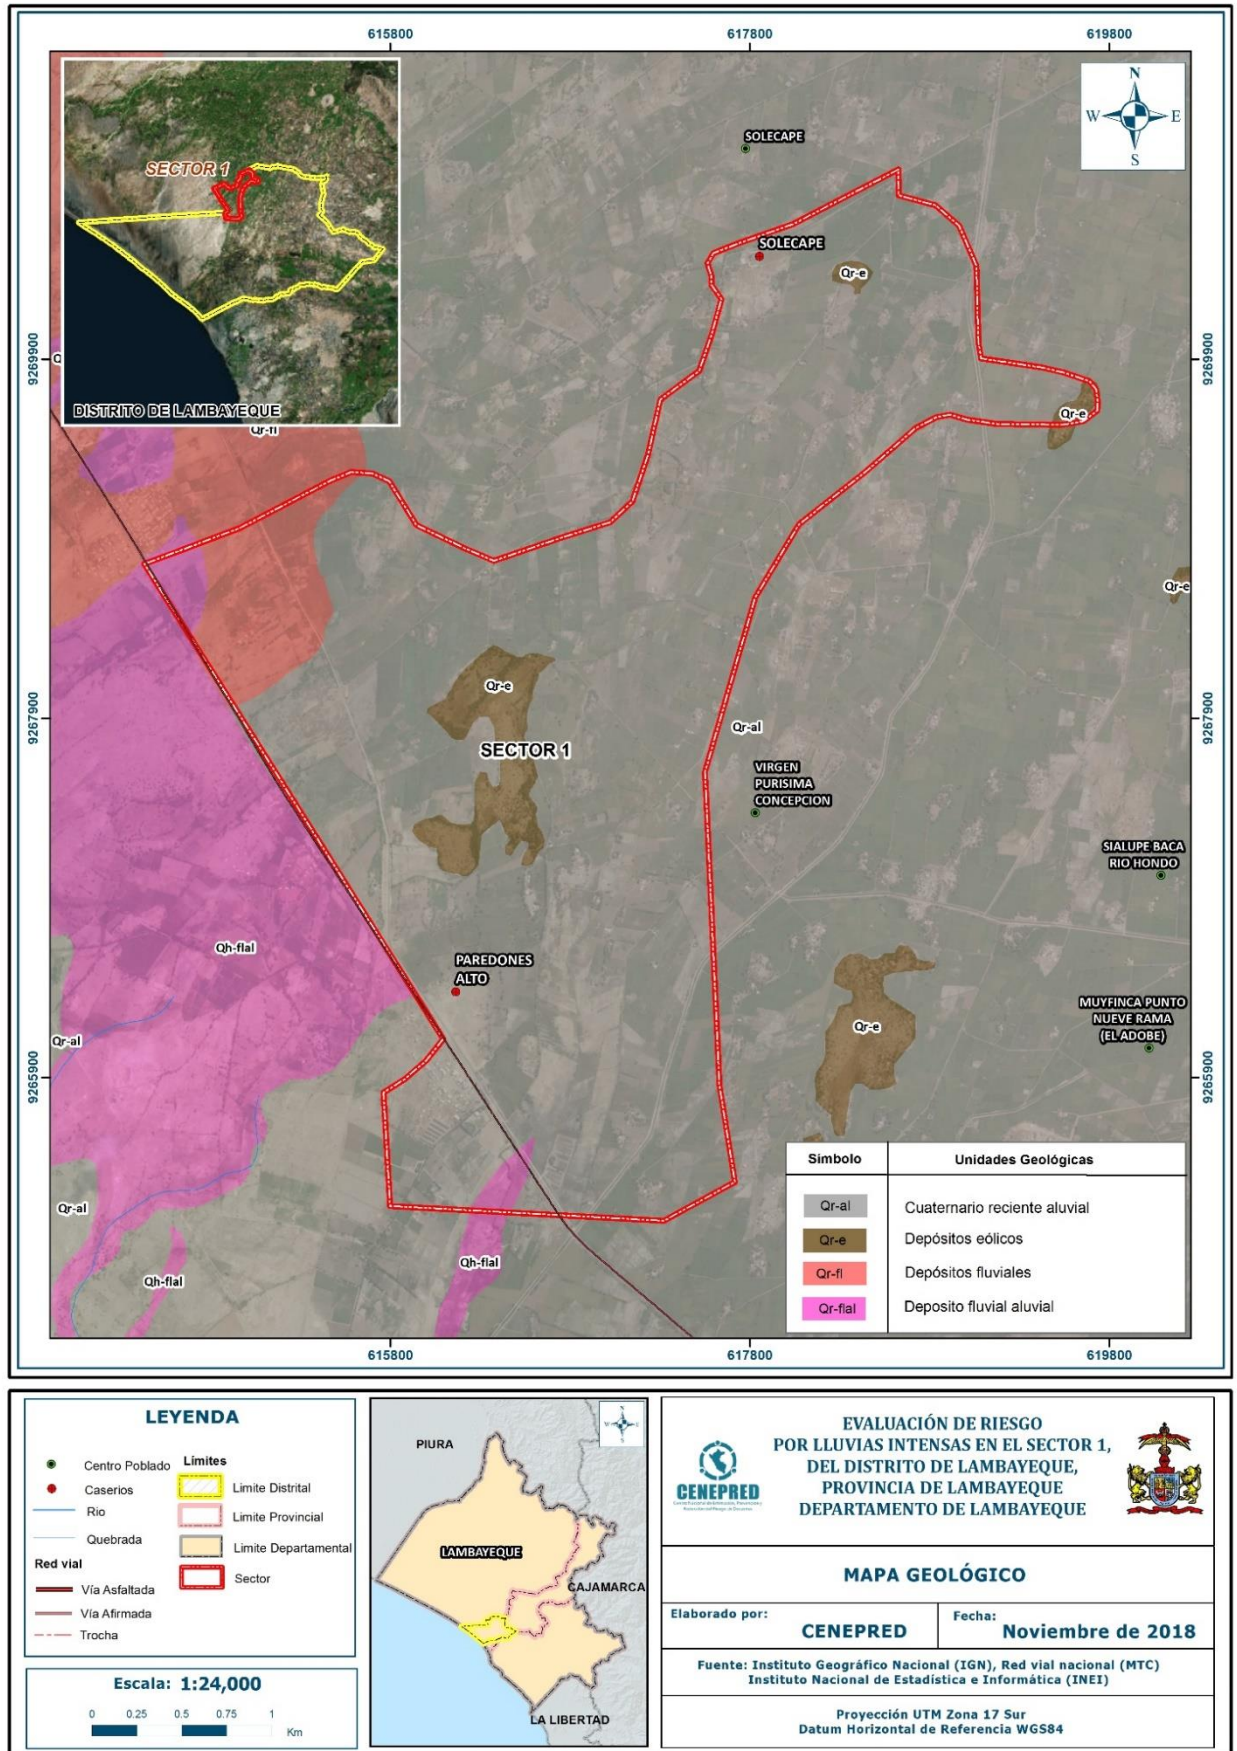 615800
617800
619800
N
W
E
S
SECTOR 1
DISTRITO DE LAMBAYEQUE
SOLECAPE
SOLECAPE
Qr-e
9269900
9269900
Qr-e
Qr-fl
Qr-e
Qr-e
9267900
9267900
SECTOR 1
Qr-al
VIRGEN
PURISIMA
CONCEPCION
SIALUPE BACA
RIO HONDO
Qh-flal
PAREDONES
ALTO
MUYFINCA PUNTO
NUEVE RAMA
(EL ADOBE)
Qr-e
Qr-al
9265900
9265900
Qr-al
Qh-flal
Qh-flal
Simbolo
Unidades Geológicas
Qr-al
Cuaternario reciente aluvial
Qr-e
Depósitos eólicos
Qr-fl
Depósitos fluviales
Qr-flal
Deposito fluvial aluvial
615800
617800
619800
LEYENDA
Centro Poblado
Caserios
Rio
Quebrada
Red vial
Vía Asfaltada
Vía Afirmada
Trocha
Límites
Limite Distrital
Limite Provincial
Limite Departamental
Sector
Escala: 1:24,000
0 0.25 0.5 0.75 1
Km
PIURA
LAMBAYEQUE
CAJAMARCA
LA LIBERTAD
CENEPRED
EVALUACIÓN DE RIESGO
POR LLUVIAS INTENSAS EN EL SECTOR 1,
DEL DISTRITO DE LAMBAYEQUE,
PROVINCIA DE LAMBAYEQUE
DEPARTAMENTO DE LAMBAYEQUE
MAPA GEOLÓGICO
Elaborado por:
CENEPRED
Fecha:
Noviembre de 2018
Fuente: Instituto Geográfico Nacional (IGN), Red vial nacional (MTC)
Instituto Nacional de Estadística e Informática (INEI)
Proyección UTM Zona 17 Sur
Datum Horizontal de Referencia WGS84